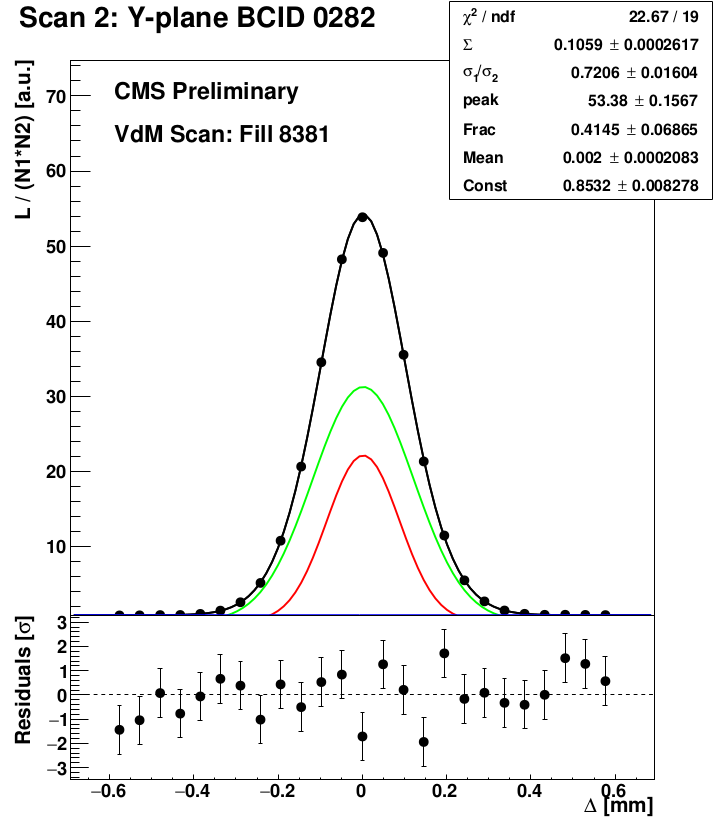 Scan 2: Y-plane BCID 0282
χ² / ndf 22.67 / 19
Σ 0.1059 ± 0.0002617
σ₁/σ₂ 0.7206 ± 0.01604
peak 53.38 ± 0.1567
Frac 0.4145 ± 0.06865
Mean 0.002 ± 0.0002083
Const 0.8532 ± 0.008278
CMS Preliminary
VdM Scan: Fill 8381
L / (N1*N2) [a.u.]
70
60
50
40
30
20
10
Residuals [σ]
3
2
1
0
−1
−2
−3
−0.6 −0.4 −0.2 0 0.2 0.4 0.6
Δ [mm]